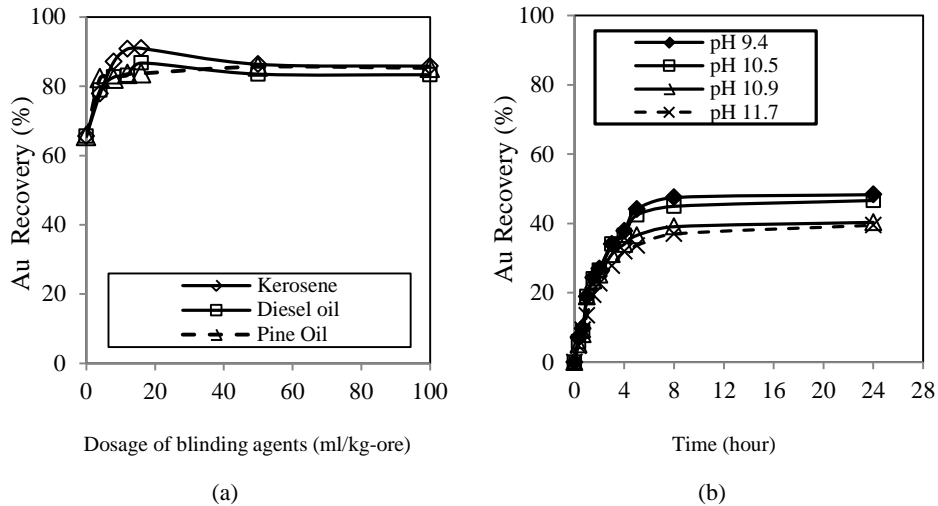 100
80
60
40
20
0
Au Recovery (%)
Kerosene
Diesel oil
Pine Oil
0 20 40 60 80 100
Dosage of blinding agents (ml/kg-ore)
(a)
100
80
60
40
20
0
Au Recovery (%)
pH 9.4
pH 10.5
pH 10.9
pH 11.7
0 4 8 12 16 20 24 28
Time (hour)
(b)